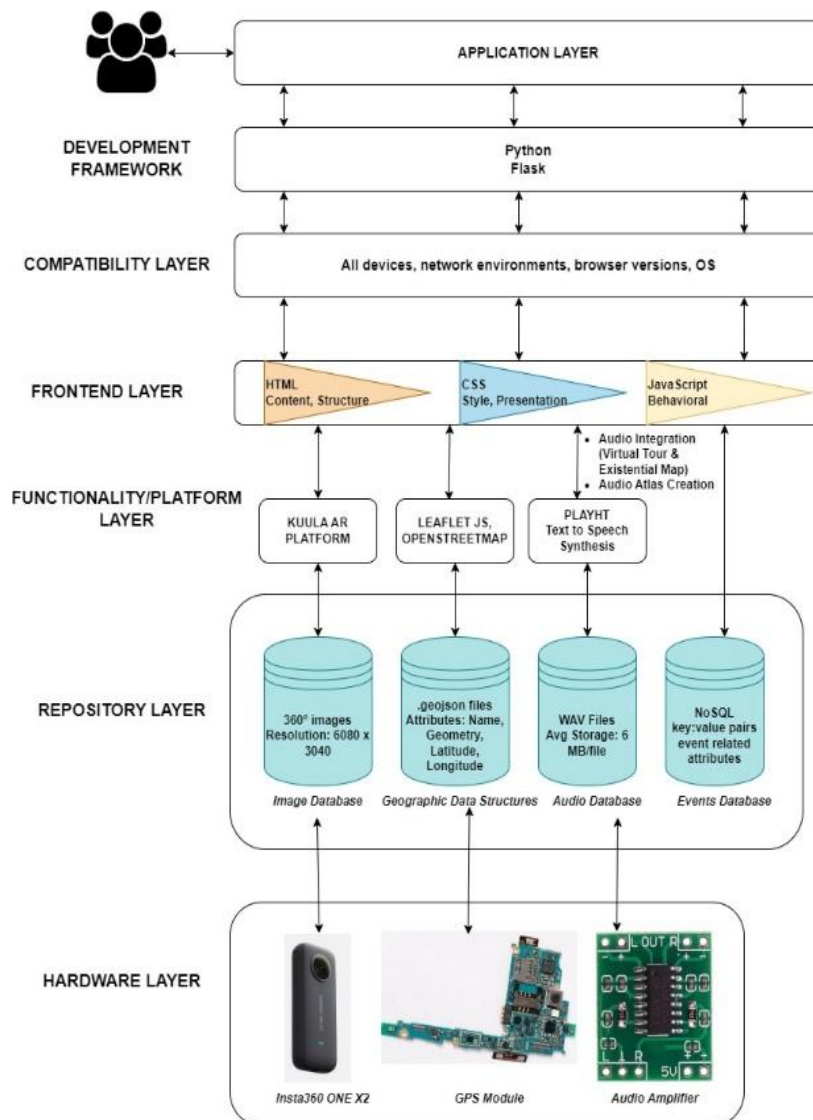 APPLICATION LAYER
DEVELOPMENT
FRAMEWORK
Python
Flask
COMPATIBILITY LAYER
All devices, network environments, browser versions, OS
FRONTEND LAYER
HTML
Content, Structure
CSS
Style, Presentation
JavaScript
Behavioral
• Audio Integration
(Virtual Tour &
Existential Map)
• Audio Atlas Creation
FUNCTIONALITY/PLATFORM
LAYER
KUULA AR
PLATFORM
LEAFLET JS,
OPENSTREETMAP
PLAYHT
Text to Speech
Synthesis
REPOSITORY LAYER
360° images
Resolution: 6080 x
3040
Image Database
.geojson files
Attributes: Name,
Geometry,
Latitude,
Longitude
Geographic Data Structures
WAV Files
Avg Storage: 6
MB/file
Audio Database
NoSQL
key:value pairs
event related
attributes
Events Database
HARDWARE LAYER
Insta360 ONE X2
GPS Module
L OUT R
- + + -
L ⊥ R 5V + -
Audio Amplifier